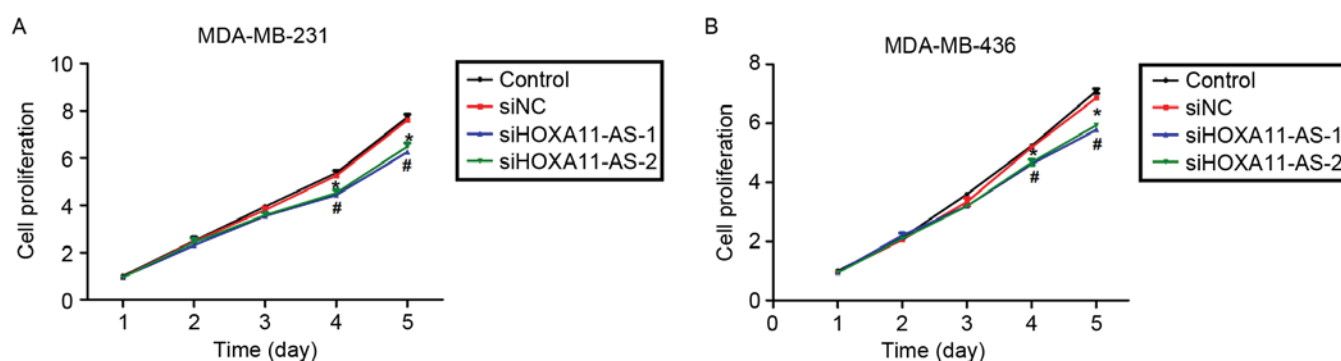 A
MDA-MB-231
Cell proliferation
10
8
6
4
2
0
*
#
*
#
1 2 3 4 5
Time (day)
Control
siNC
siHOXA11-AS-1
siHOXA11-AS-2
B
MDA-MB-436
Cell proliferation
8
6
4
2
0
*
#
*
#
0 1 2 3 4 5
Time (day)
Control
siNC
siHOXA11-AS-1
siHOXA11-AS-2